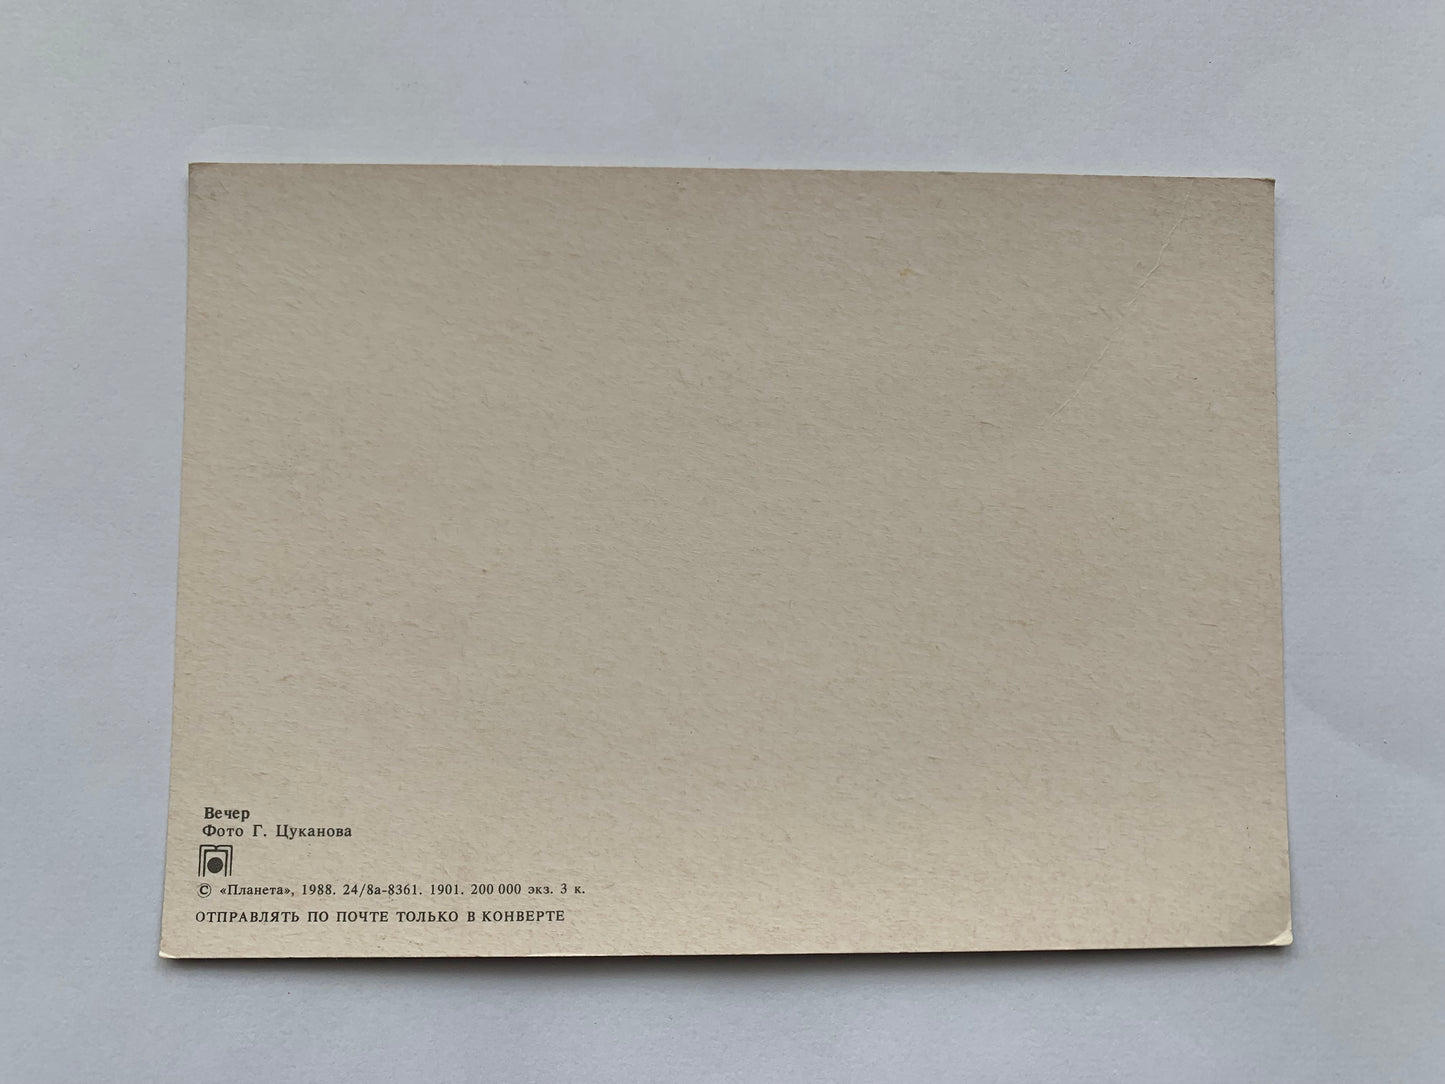 Вечер
Фото Г. Цуканова
© «Планета», 1988. 24/8а-8361. 1901. 200 000 экз. 3 к.
ОТПРАВЛЯТЬ ПО ПОЧТЕ ТОЛЬКО В КОНВЕРТЕ